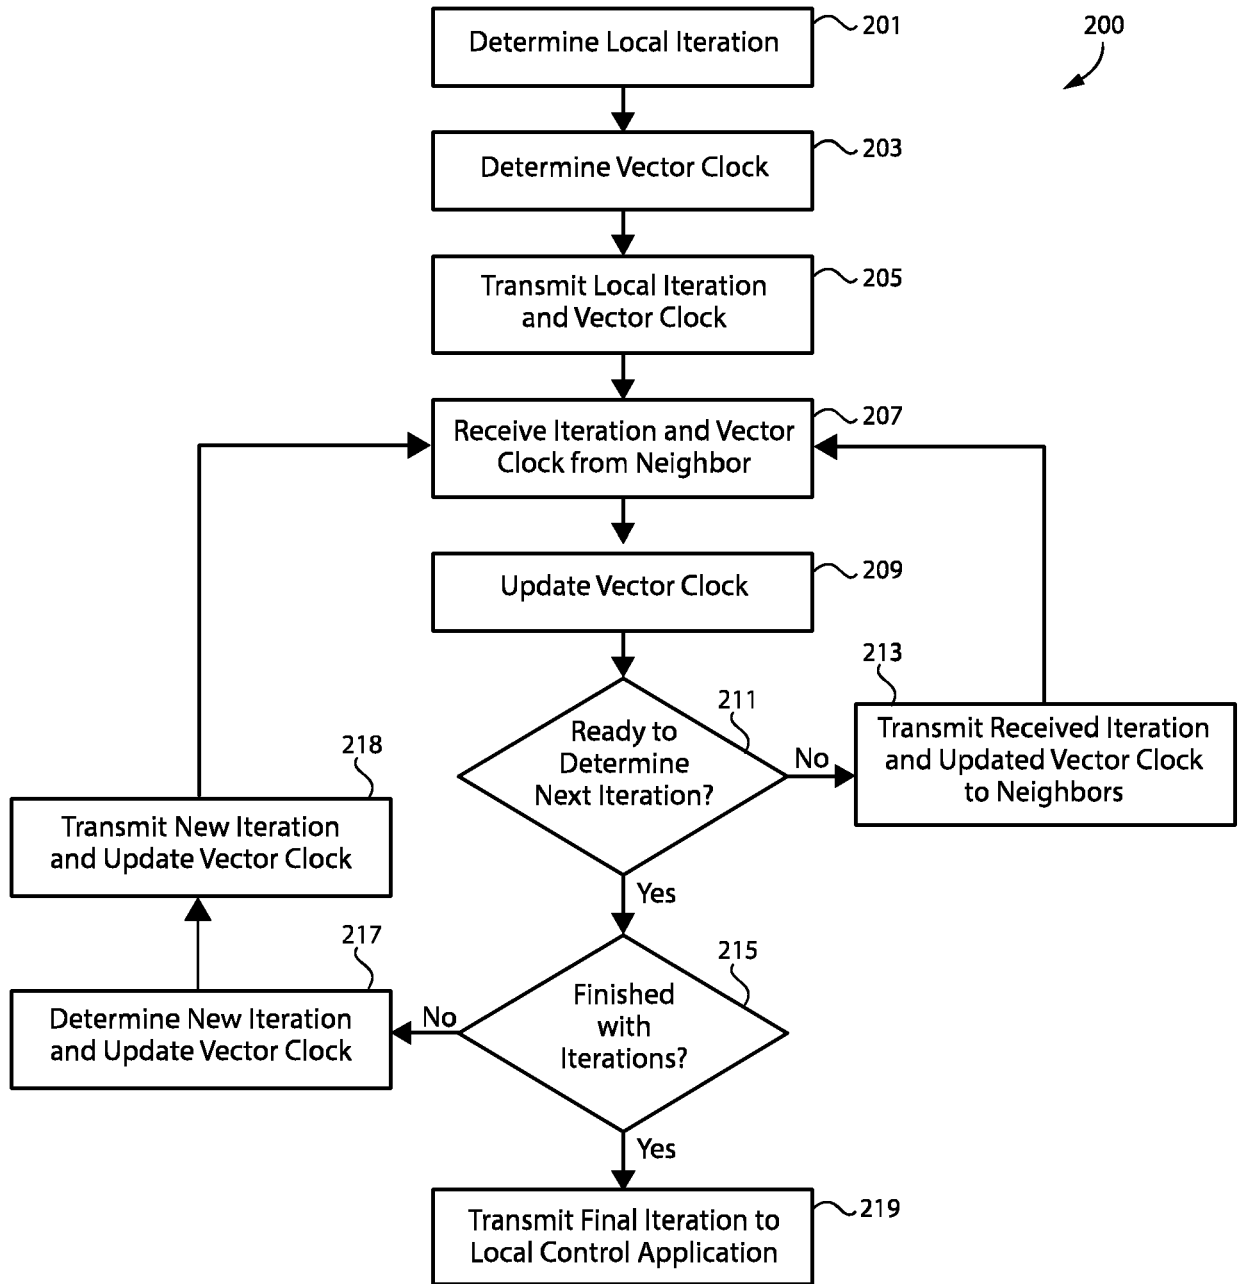 Determine Local Iteration
201
200
Determine Vector Clock
203
Transmit Local Iteration
and Vector Clock
205
Receive Iteration and Vector
Clock from Neighbor
207
Update Vector Clock
209
Ready to
Determine
Next Iteration?
211
No
213
Transmit Received Iteration
and Updated Vector Clock
to Neighbors
218
Transmit New Iteration
and Update Vector Clock
Yes
217
Determine New Iteration
and Update Vector Clock
No
215
Finished
with
Iterations?
Yes
Transmit Final Iteration to
Local Control Application
219